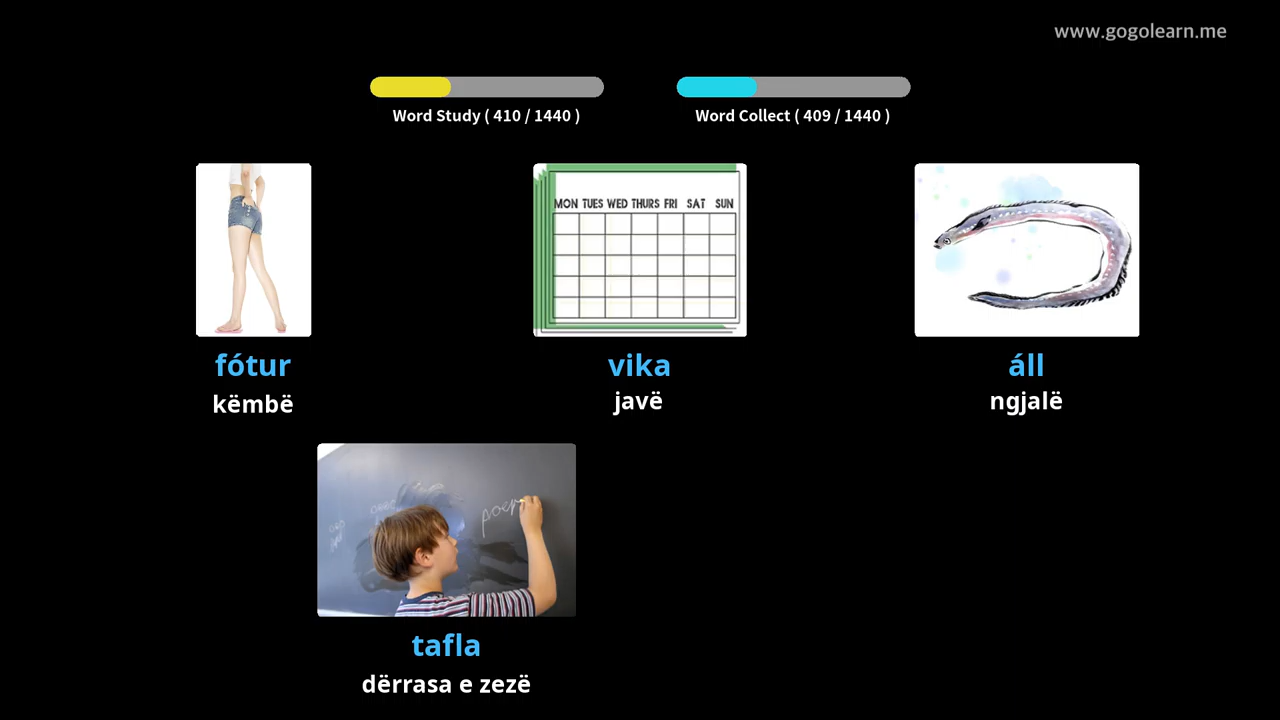 www.gogolearn.me
Word Study ( 410 / 1440 )
Word Collect ( 409 / 1440 )
MON TUES WED THURS FRI SAT SUN
fótur
këmbë
vika
javë
áll
ngjalë
poem
tafla
dërrasa e zezë